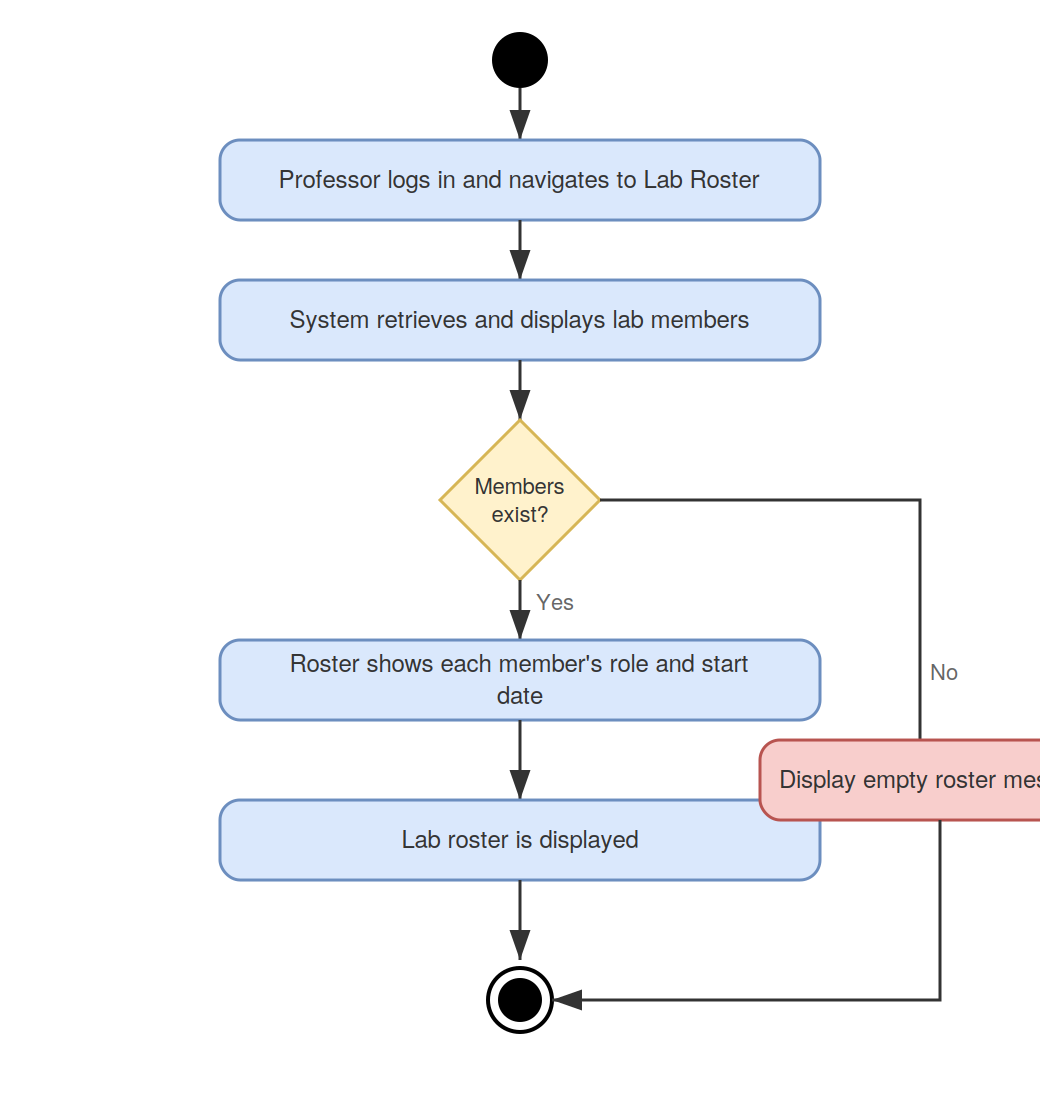 Professor logs in and navigates to Lab Roster
System retrieves and displays lab members
Members
exist?
Yes
Roster shows each member's role and start
date
No
Display empty roster
Lab roster is displayed